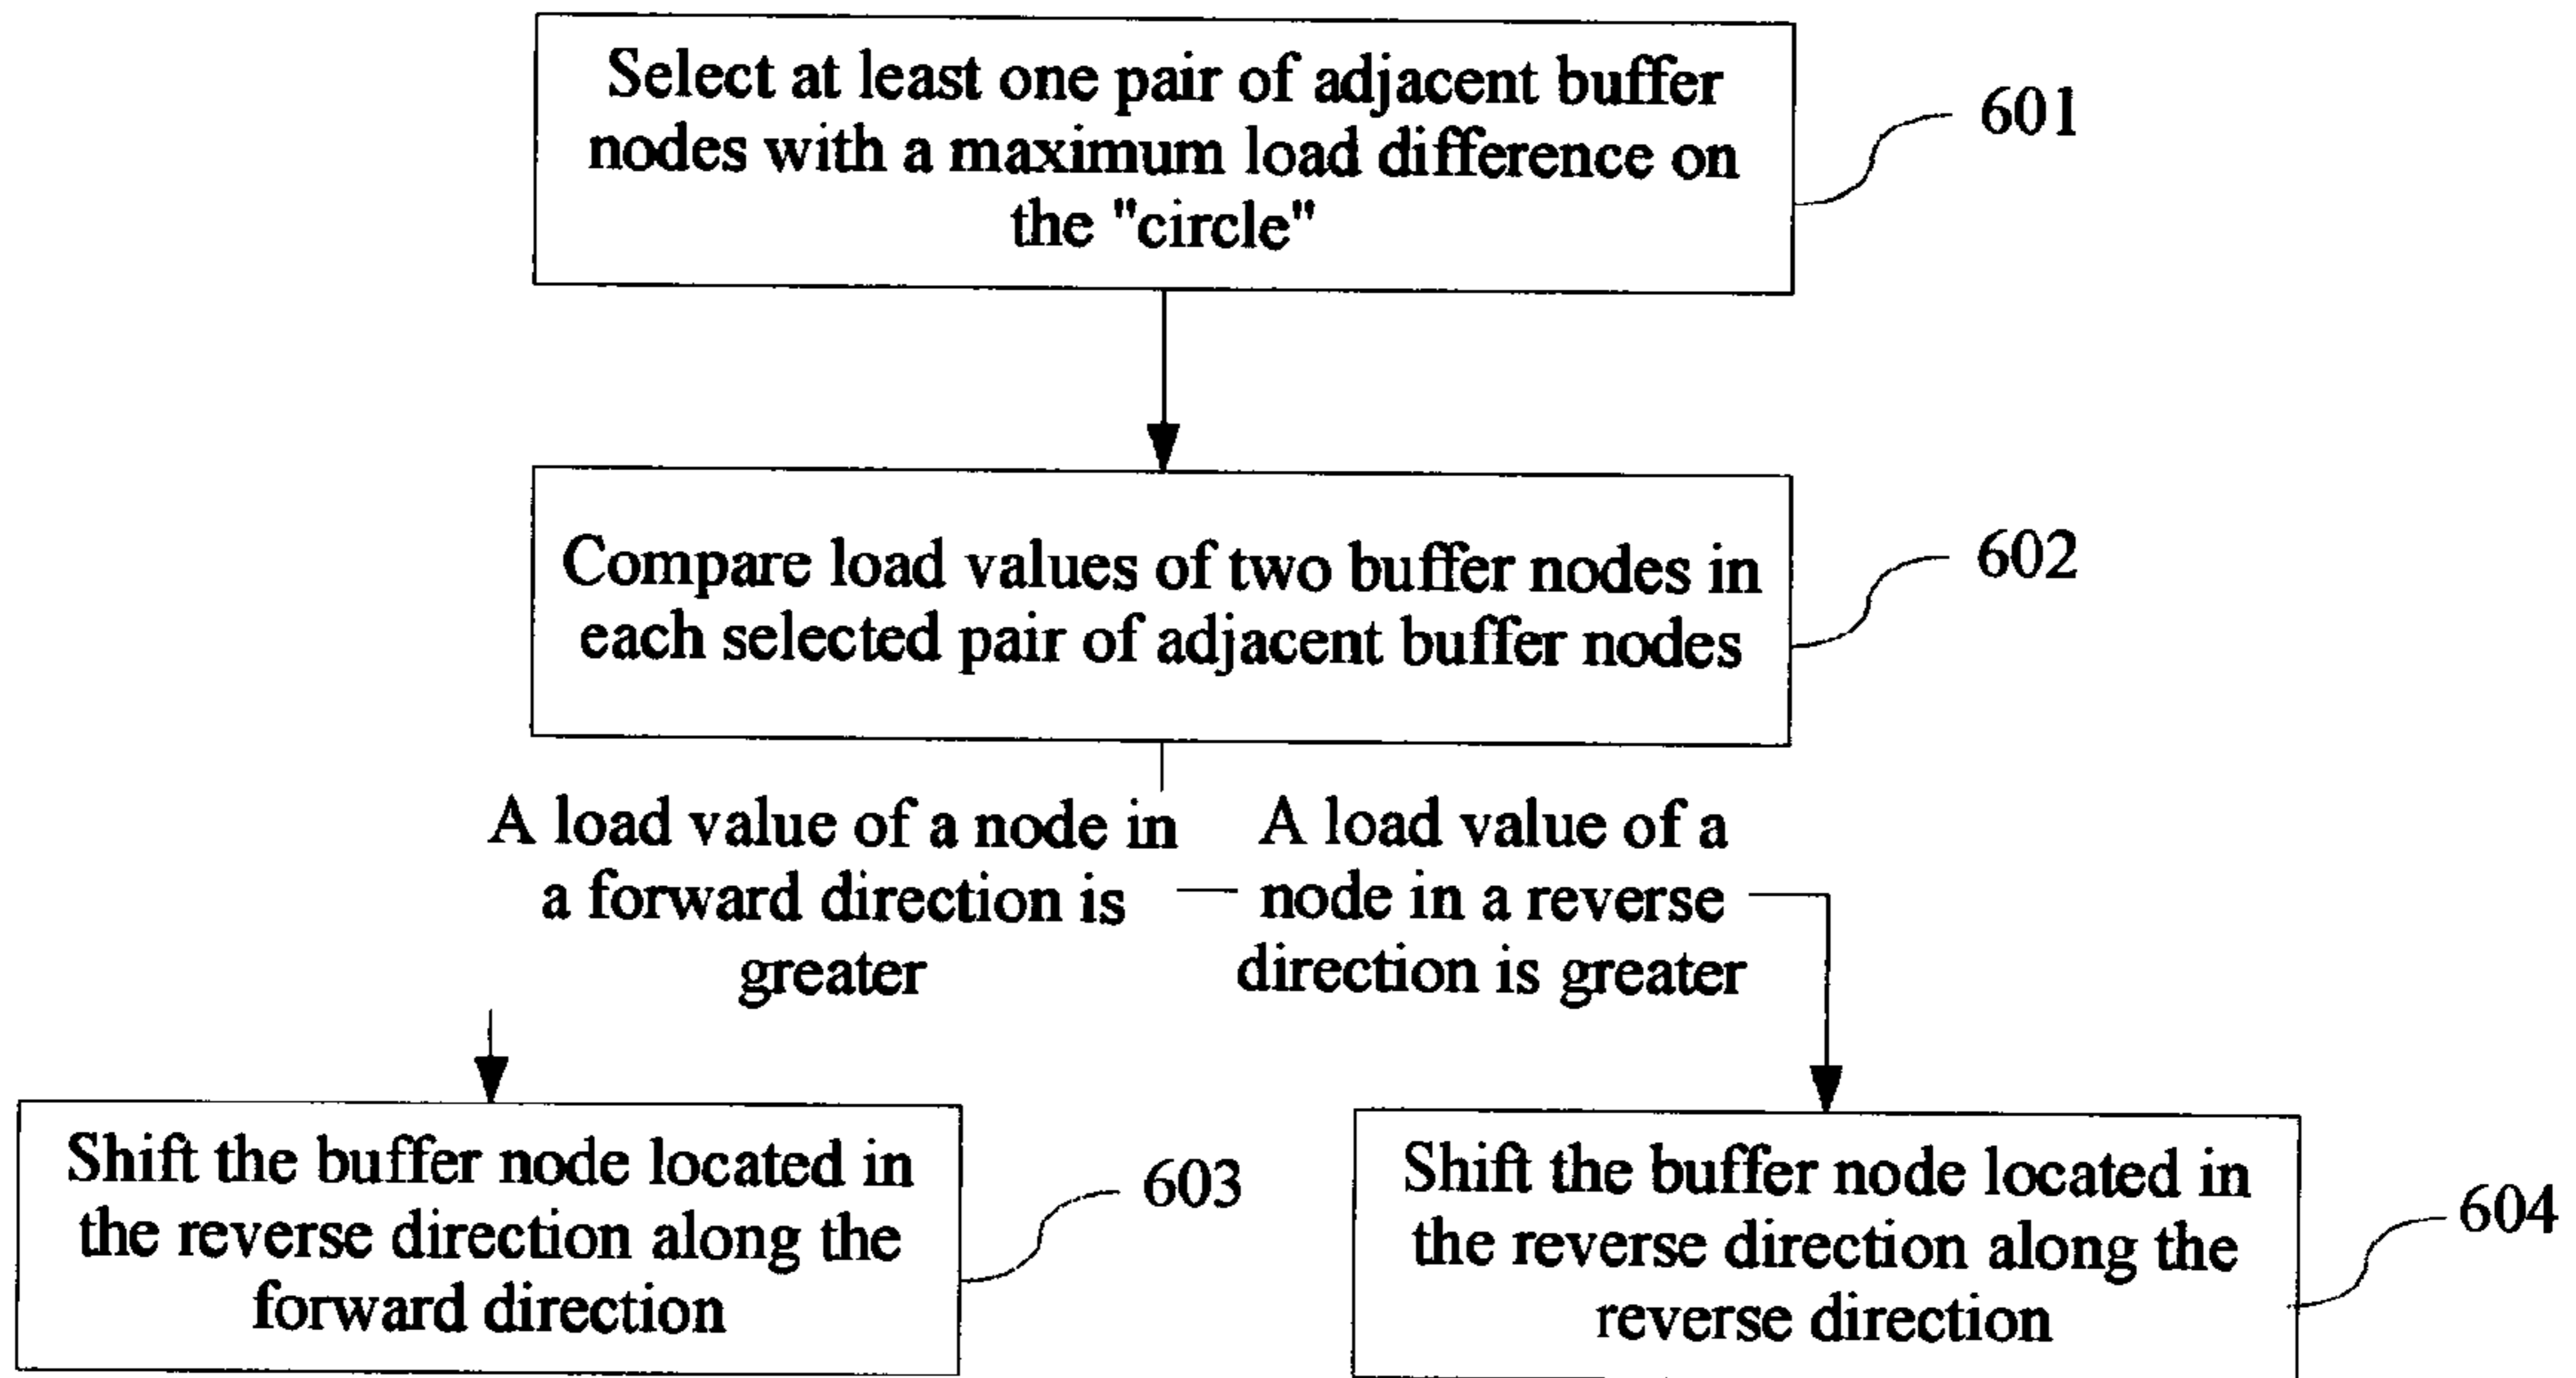 Select at least one pair of adjacent buffer
nodes with a maximum load difference on
the "circle"
601
Compare load values of two buffer nodes in
each selected pair of adjacent buffer nodes
602
A load value of a node in
a forward direction is
greater
A load value of a
node in a reverse
direction is greater
Shift the buffer node located in
the reverse direction along the
forward direction
603
Shift the buffer node located in
the reverse direction along the
reverse direction
604